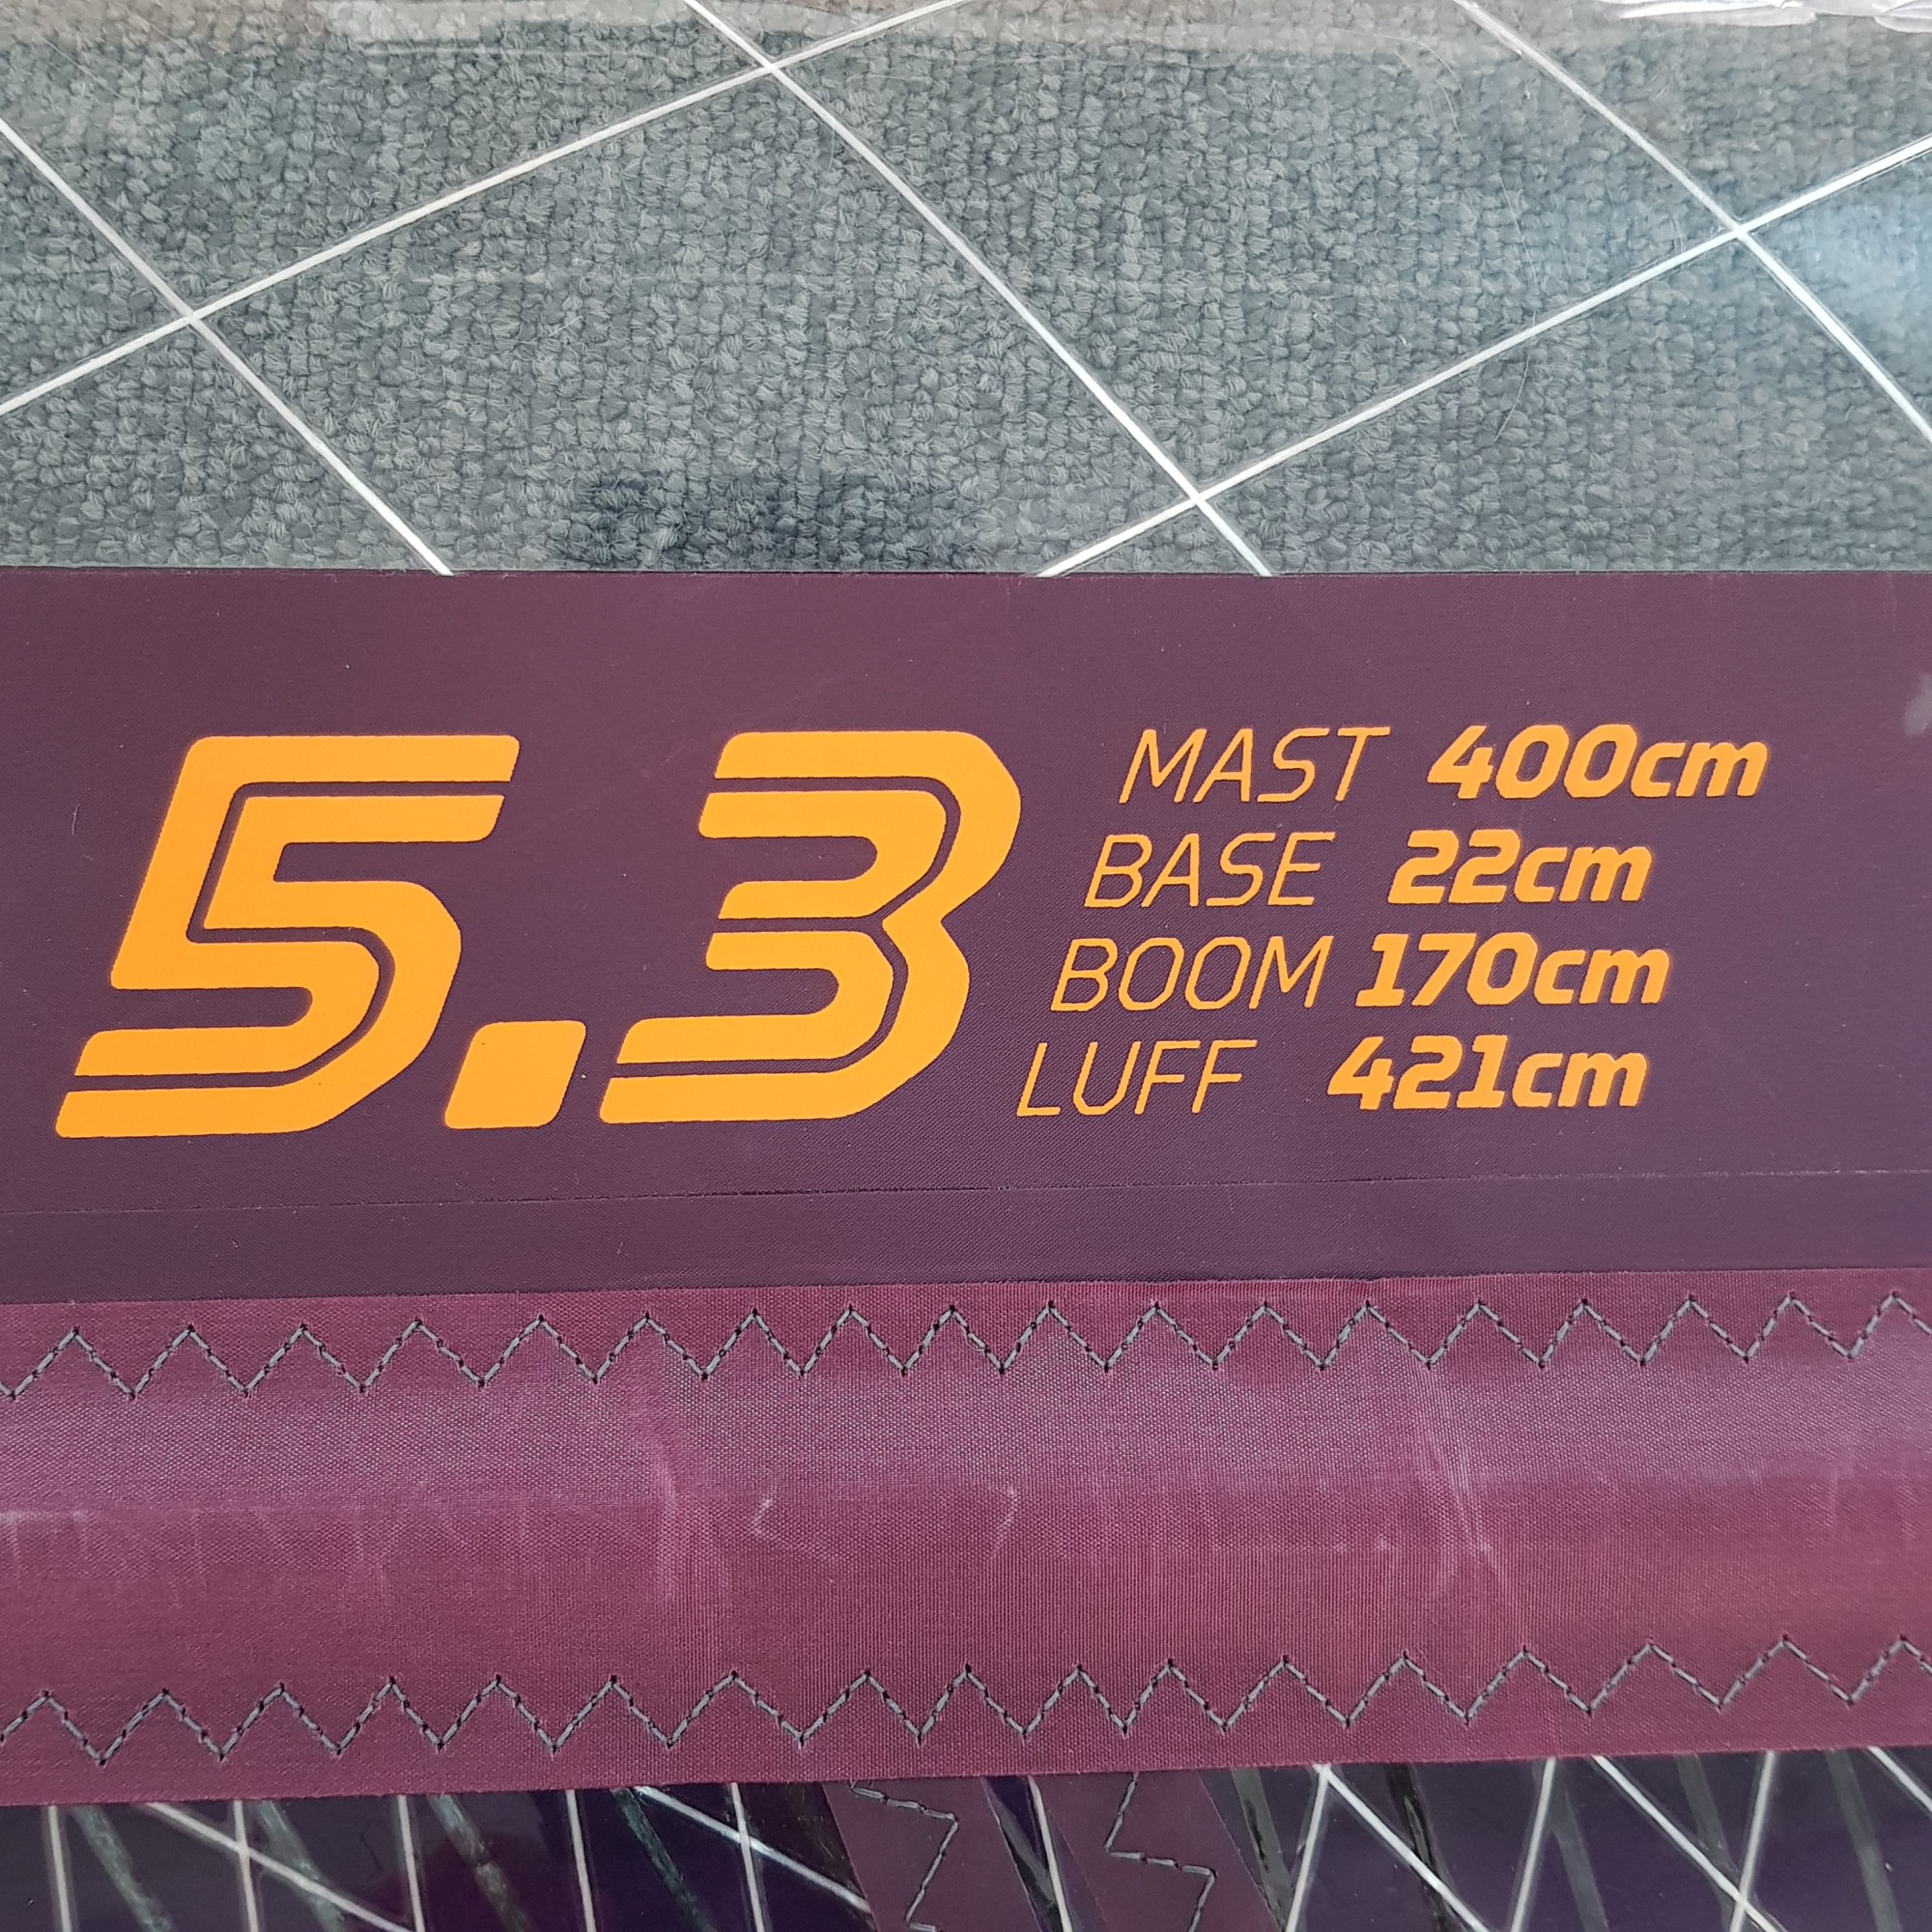 5.3
MAST 400cm
BASE 22cm
BOOM 170cm
LUFF 421cm